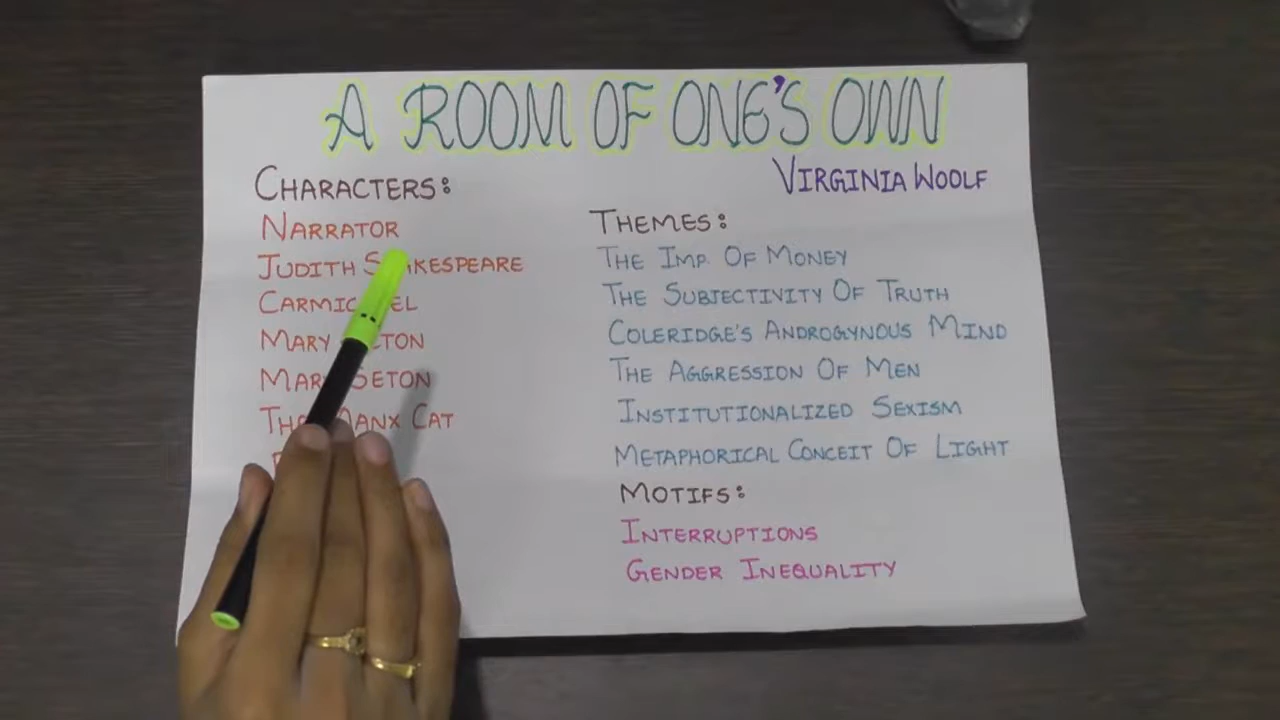 A ROOM OF ONE'S OWN
VIRGINIA WOOLF
CHARACTERS:
NARRATOR
JUDITH
MARY
MARY SETON
MANX CAT
THEMES:
THE IMP. OF MONEY
THE SUBJECTIVITY OF TRUTH
COLERIDGE'S ANDROGYNOUS MIND
THE AGGRESSION OF MEN
INSTITUTIONALIZED SEXISM
METAPHORICAL CONCEIT OF LIGHT
MOTIFS:
INTERRUPTIONS
GENDER INEQUALITY